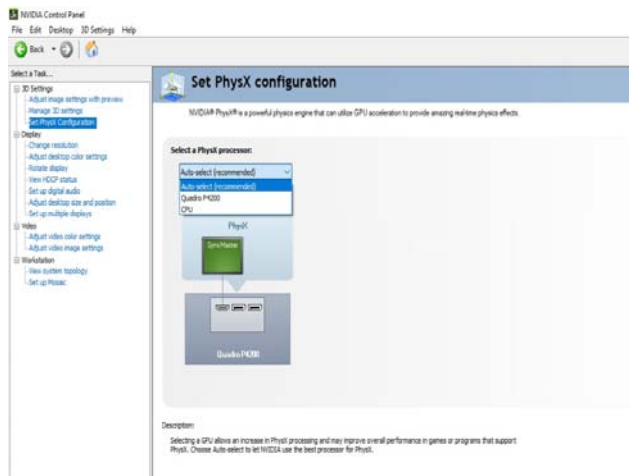 NVIDIA Control Panel
File Edit Desktop 3D Settings Help
Back
Select a Task...
3D Settings
Adjust image settings with preview
Manage 3D settings
Set PhysX Configuration
Display
Change resolution
Adjust desktop color settings
Rotate display
View HDCP status
Set up digital audio
Adjust desktop size and position
Set up multiple displays
Video
Adjust video color settings
Adjust video image settings
Workstation
View system topology
Set up Mosaic
Set PhysX configuration
NVIDIA® PhysX® is a powerful physics engine that can utilize GPU acceleration to provide amazing real-time physics effects.
Select a PhysX processor:
Auto-select (recommended)
Auto-select (recommended)
Quadro P4200
CPU
PhysX
SyncMaster
Quadro P4200
Description:
Selecting a GPU allows an increase in PhysX processing and may improve overall performance in games or programs that support
PhysX. Choose Auto-select to let NVIDIA use the best processor for PhysX.